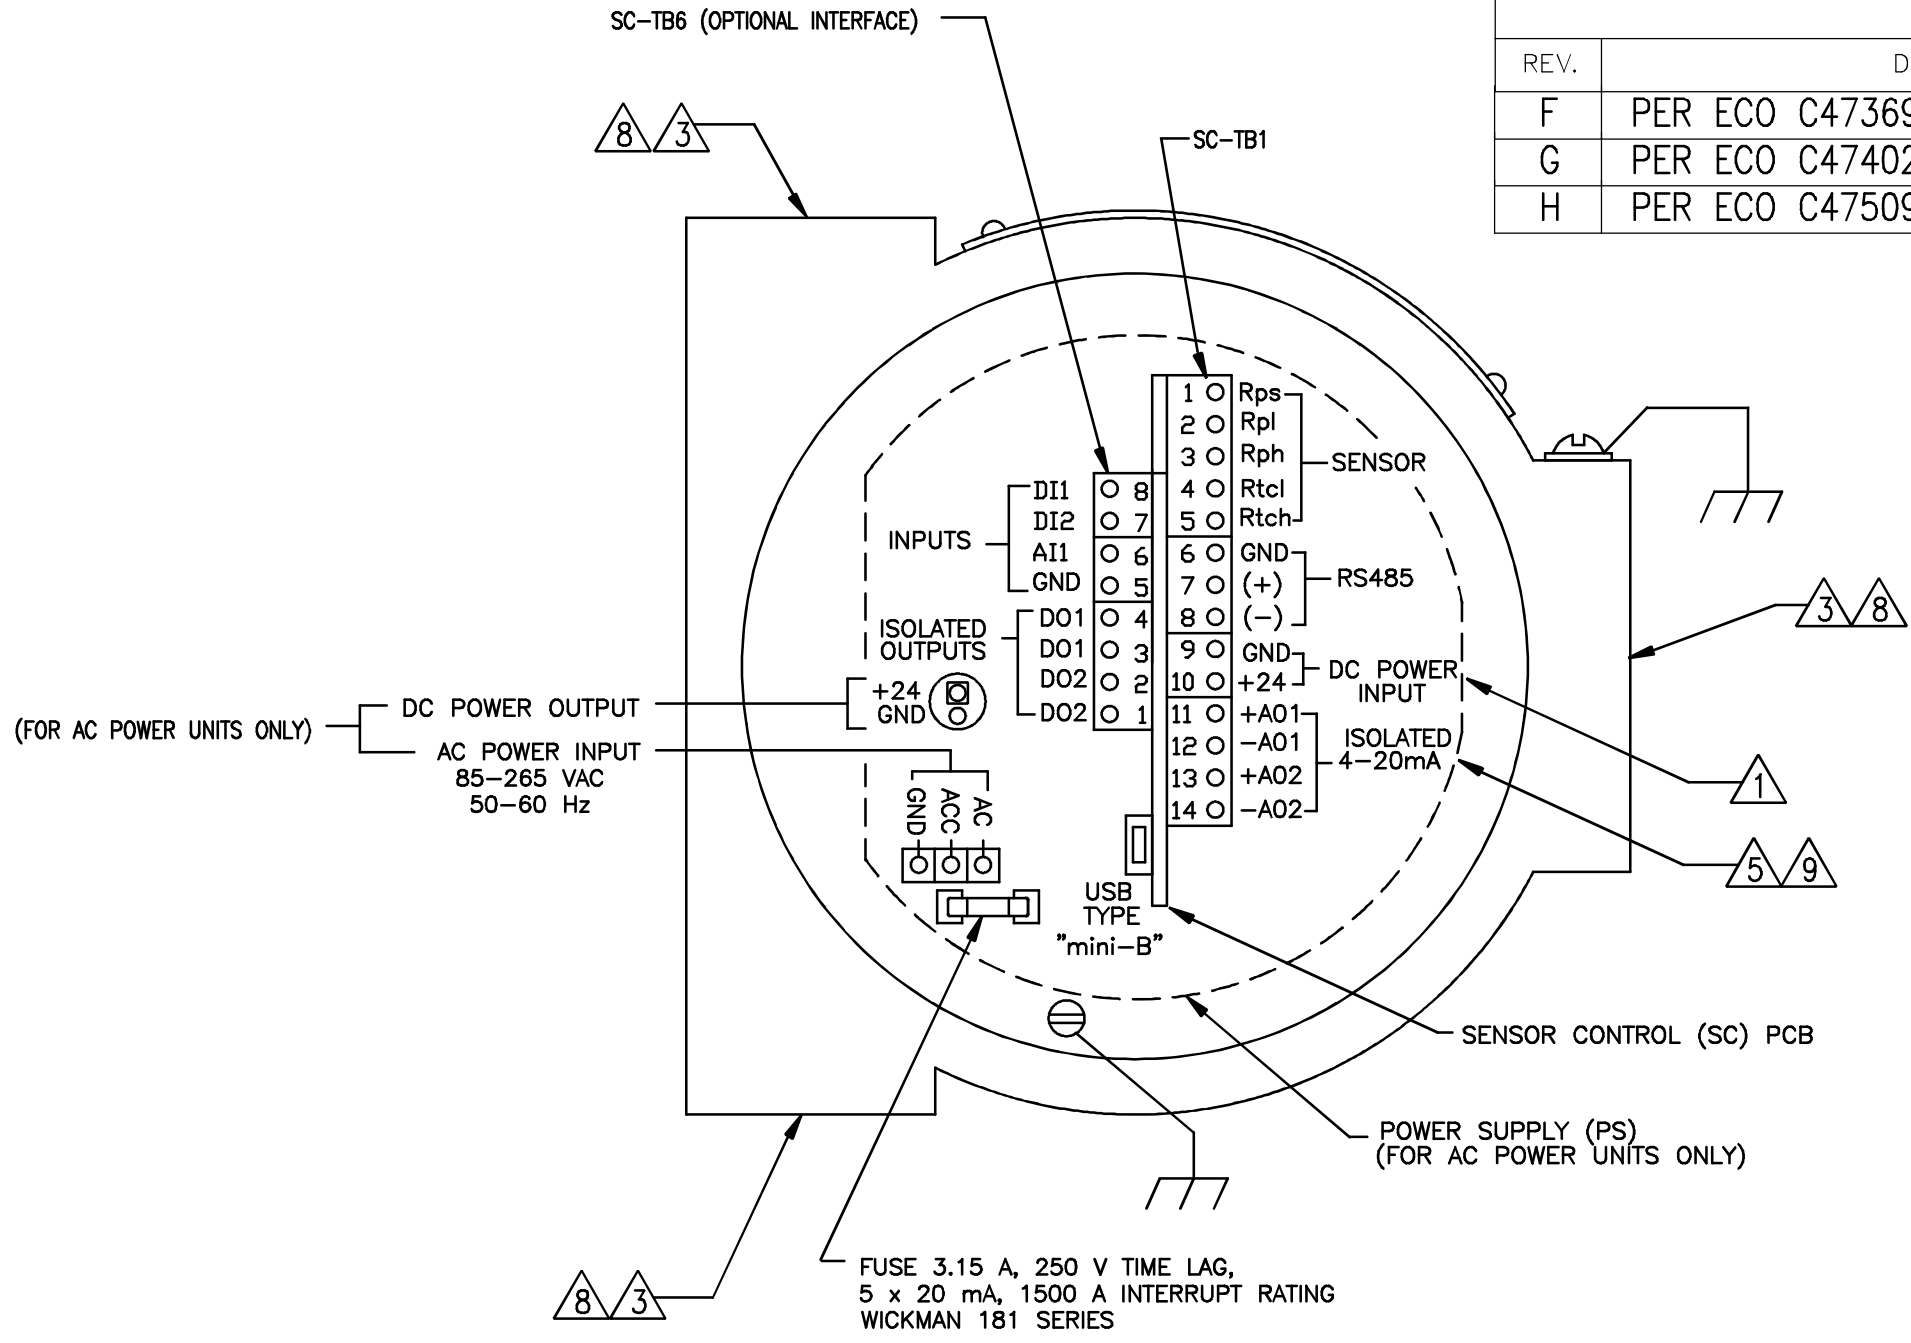 SC-TB6 (OPTIONAL INTERFACE)
REV.
D
F PER ECO C47369
G PER ECO C47402
H PER ECO C47509
8 3
SC-TB1
1 Rps
2 Rpl
3 Rph
4 Rtcl
5 Rtch
SENSOR
6 GND
7 (+)
8 (-)
RS485
9 GND
10 +24
DC POWER
INPUT
11 +AO1
12 -AO1
13 +AO2
14 -AO2
ISOLATED
4-20mA
INPUTS
DI1 8
DI2 7
AI1 6
GND 5
ISOLATED
OUTPUTS
DO1 4
DO1 3
DO2 2
DO2 1
3 8
1
5 9
(FOR AC POWER UNITS ONLY)
DC POWER OUTPUT
+24
GND
AC POWER INPUT
85-265 VAC
50-60 Hz
GND
ACC
AC
USB
TYPE
"mini-B"
SENSOR CONTROL (SC) PCB
POWER SUPPLY (PS)
(FOR AC POWER UNITS ONLY)
8 3
FUSE 3.15 A, 250 V TIME LAG,
5 x 20 mA, 1500 A INTERRUPT RATING
WICKMAN 181 SERIES